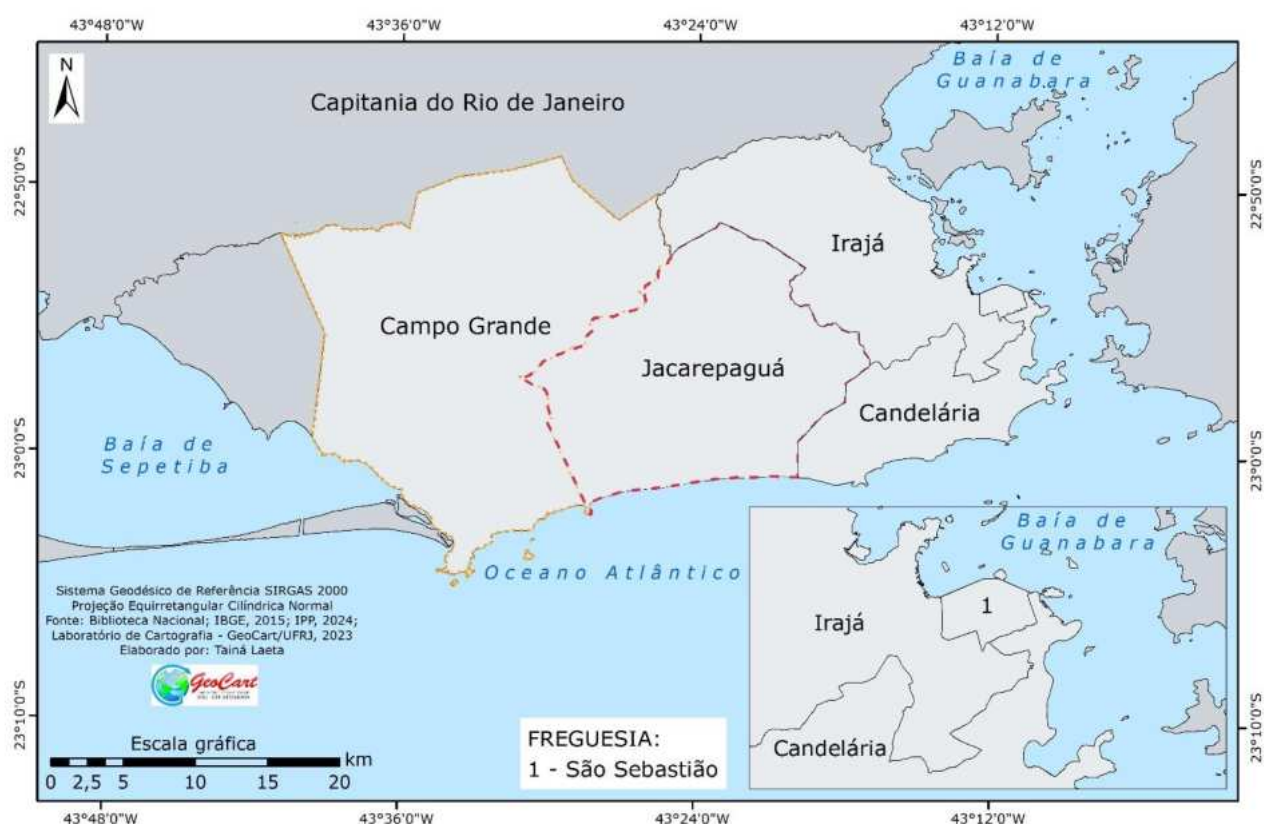 43°48'0"W
43°36'0"W
43°24'0"W
43°12'0"W
N
Capitania do Rio de Janeiro
Baía de
Guanabara
22°50'0"S
22°50'0"S
Irajá
Campo Grande
Jacarepaguá
Candelária
Baía de
Sepetiba
23°0'0"S
23°0'0"S
Oceano Atlântico
Sistema Geodésico de Referência SIRGAS 2000
Projeção Equirretangular Cilíndrica Normal
Fonte: Biblioteca Nacional; IBGE, 2015; IPP, 2024;
Laboratório de Cartografia - GeoCart/UFRJ, 2023
Elaborado por: Tainá Laeta
GeoCart
Baía de
Guanabara
1
Irajá
Candelária
23°10'0"S
23°10'0"S
Escala gráfica
km
0 2,5 5 10 15 20
FREGUESIA:
1 - São Sebastião
43°48'0"W
43°36'0"W
43°24'0"W
43°12'0"W